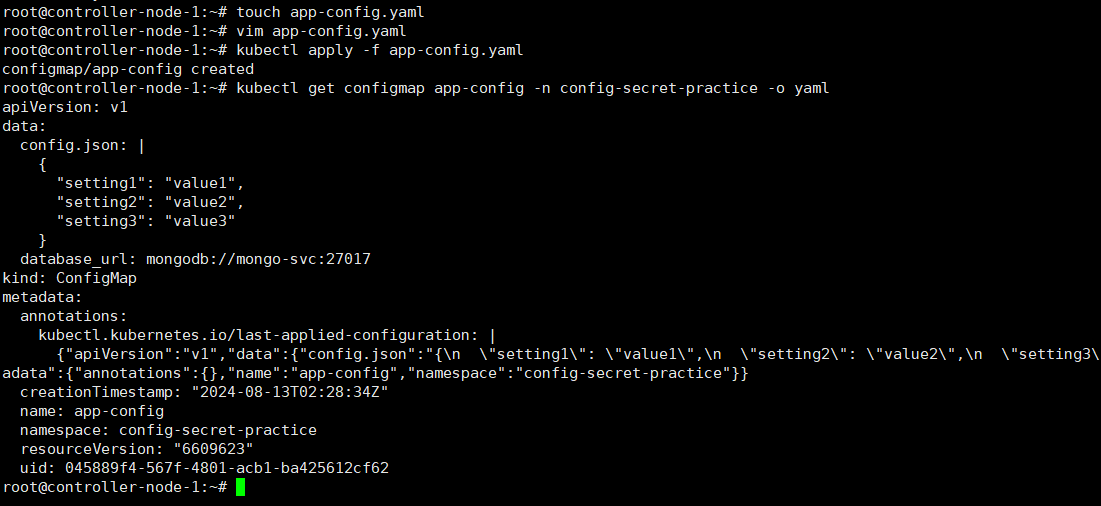 root@controller-node-1:~# touch app-config.yaml
root@controller-node-1:~# vim app-config.yaml
root@controller-node-1:~# kubectl apply -f app-config.yaml
configmap/app-config created
root@controller-node-1:~# kubectl get configmap app-config -n config-secret-practice -o yaml
apiVersion: v1
data:
  config.json: |
    {
      "setting1": "value1",
      "setting2": "value2",
      "setting3": "value3"
    }
  database_url: mongodb://mongo-svc:27017
kind: ConfigMap
metadata:
  annotations:
    kubectl.kubernetes.io/last-applied-configuration: |
      {"apiVersion":"v1","data":{"config.json":"{\n  \"setting1\": \"value1\",\n  \"setting2\": \"value2\",\n  \"setting3\
adata":{"annotations":{},"name":"app-config","namespace":"config-secret-practice"}}
  creationTimestamp: "2024-08-13T02:28:34Z"
  name: app-config
  namespace: config-secret-practice
  resourceVersion: "6609623"
  uid: 045889f4-567f-4801-acb1-ba425612cf62
root@controller-node-1:~#